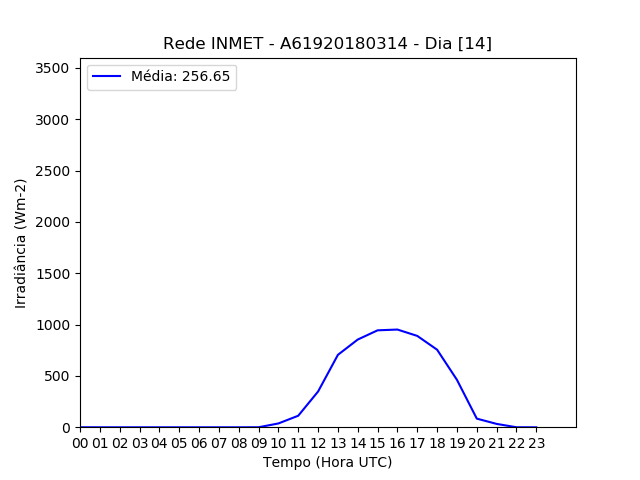 Rede INMET - A61920180314 - Dia [14]
Média: 256.65
3500
3000
2500
2000
1500
1000
500
0
Irradiância (Wm-2)
00 01 02 03 04 05 06 07 08 09 10 11 12 13 14 15 16 17 18 19 20 21 22 23
Tempo (Hora UTC)